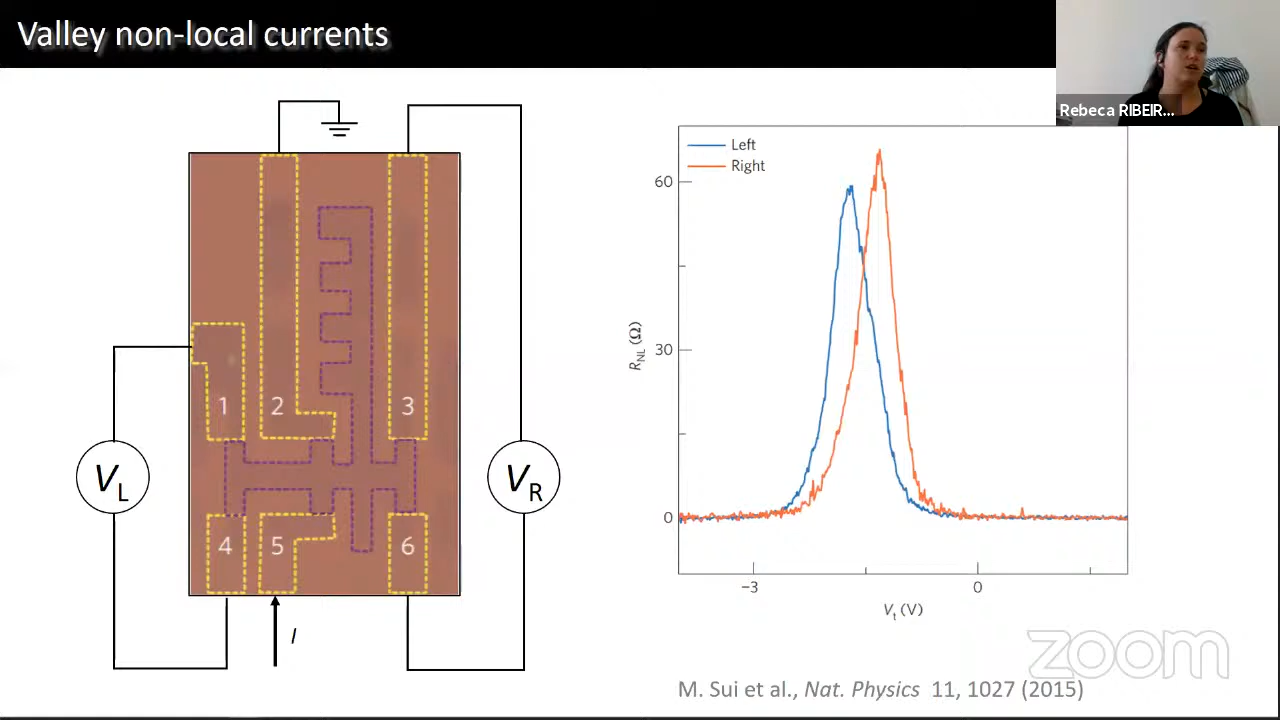 Valley non-local currents
Rebeca RIBEIR...
Left
Right
60
30
0
R_NL (Ω)
−3
0
V_t (V)
1
2
3
4
5
6
V_L
V_R
I
zoom
M. Sui et al., Nat. Physics 11, 1027 (2015)